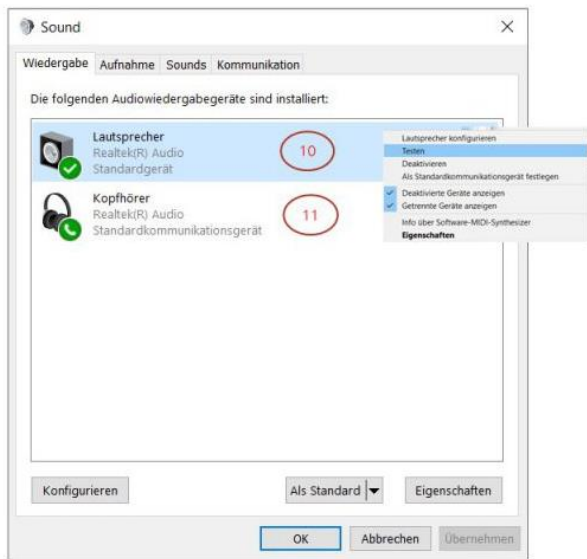 Sound
Wiedergabe Aufnahme Sounds Kommunikation
Die folgenden Audiowiedergabegeräte sind installiert:
Lautsprecher
Realtek(R) Audio
Standardgerät
10
Kopfhörer
Realtek(R) Audio
Standardkommunikationsgerät
11
Lautsprecher konfigurieren
Testen
Deaktivieren
Als Standardkommunikationsgerät festlegen
Deaktivierte Geräte anzeigen
Getrennte Geräte anzeigen
Info über Software-MIDI-Synthesizer
Eigenschaften
Konfigurieren Als Standard Eigenschaften
OK Abbrechen Übernehmen